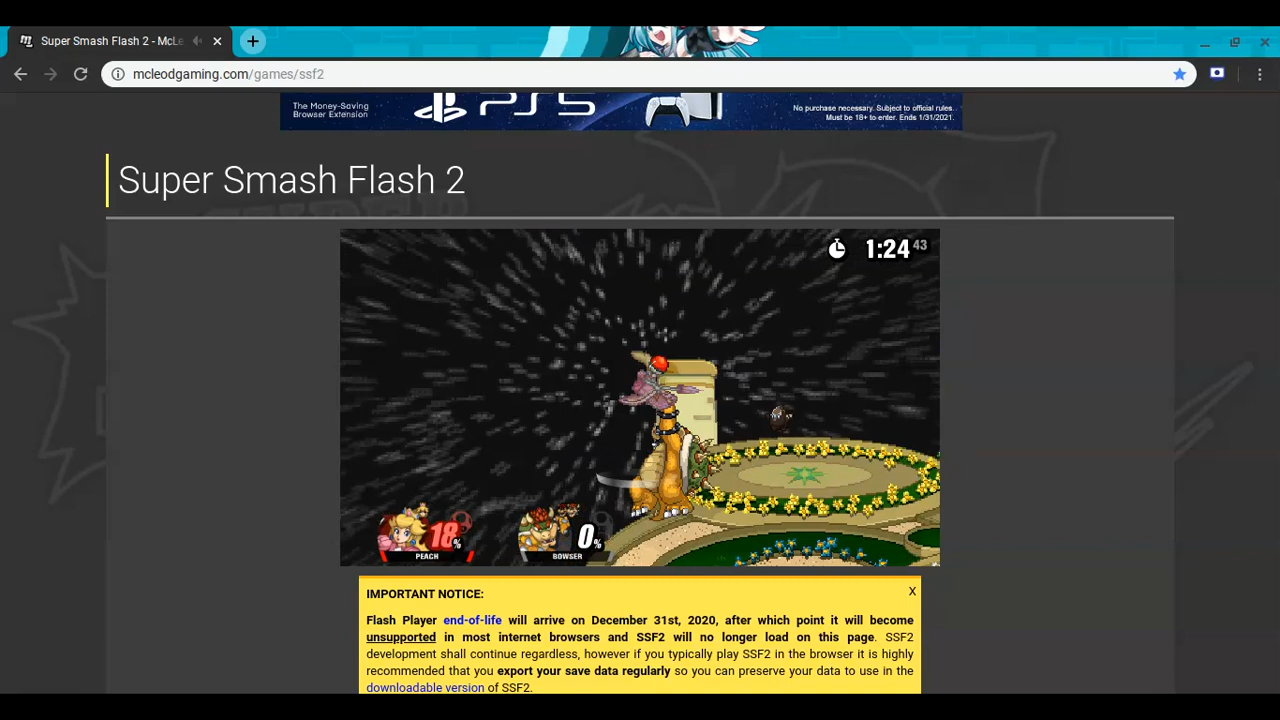 Super Smash Flash 2 - McLe
mcleodgaming.com/games/ssf2
The Money-Saving
Browser Extension
PS5
No purchase necessary. Subject to official rules.
Must be 18+ to enter. Ends 1/31/2021.
Super Smash Flash 2
1:24 43
18%
PEACH
0%
BOWSER
IMPORTANT NOTICE:
X
Flash Player end-of-life will arrive on December 31st, 2020, after which point it will become
unsupported in most internet browsers and SSF2 will no longer load on this page. SSF2
development shall continue regardless, however if you typically play SSF2 in the browser it is highly
recommended that you export your save data regularly so you can preserve your data to use in the
downloadable version of SSF2.